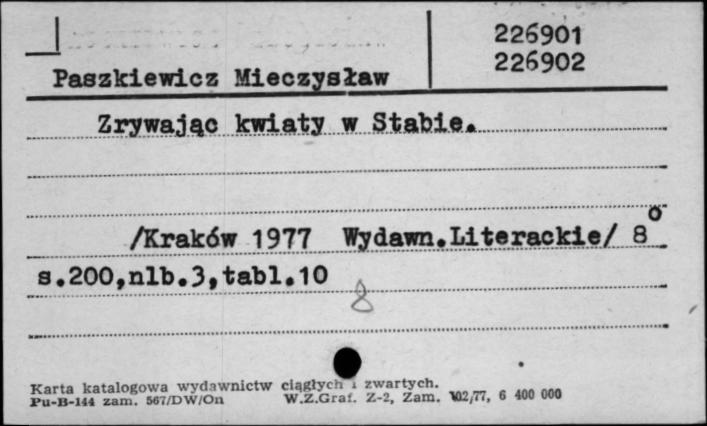 226901
226902
Paszkiewicz Mieczysław
Zrywając kwiaty w Stabie.
/Kraków 1977 Wydawn.Literackie/ 8°
s.200,nlb.3,tabl.10
8
Karta katalogowa wydawnictw ciągłych i zwartych.
Pu-B-144 zam. 567/DW/On W.Z.Graf. Z-2, Zam. 102/77, 6 400 000